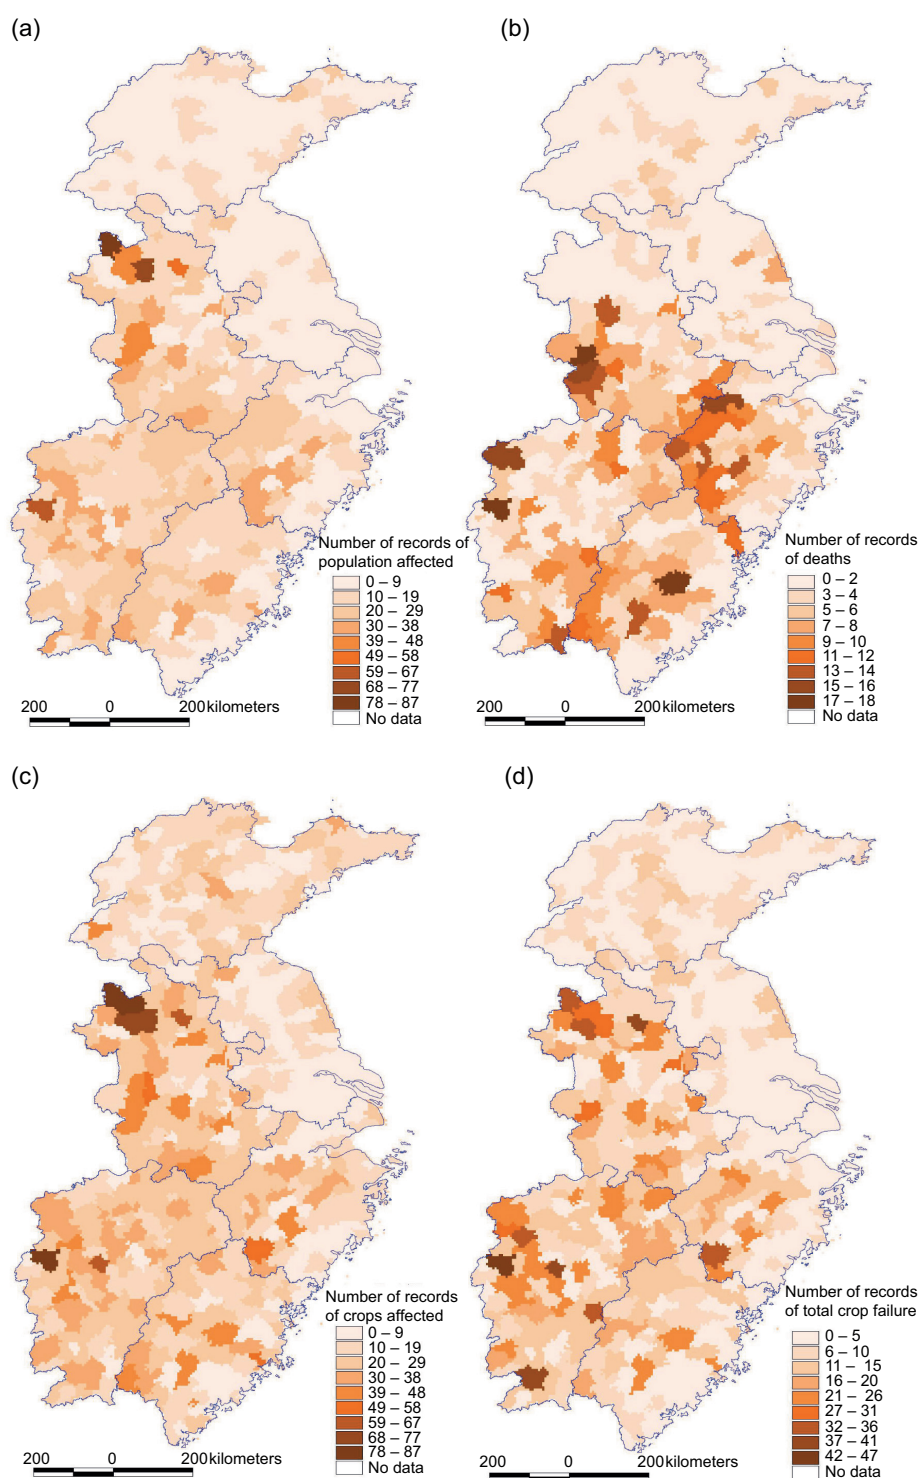 (a)
Number of records of
population affected
0 – 9
10 – 19
20 – 29
30 – 38
39 – 48
49 – 58
59 – 67
68 – 77
78 – 87
No data
200 0 200 kilometers
(b)
Number of records
of deaths
0 – 2
3 – 4
5 – 6
7 – 8
9 – 10
11 – 12
13 – 14
15 – 16
17 – 18
No data
200 0 200 kilometers
(c)
Number of records
of crops affected
0 – 9
10 – 19
20 – 29
30 – 38
39 – 48
49 – 58
59 – 67
68 – 77
78 – 87
No data
200 0 200 kilometers
(d)
Number of records
of total crop failure
0 – 5
6 – 10
11 – 15
16 – 20
21 – 26
27 – 31
32 – 36
37 – 41
42 – 47
No data
200 0 200 kilometers